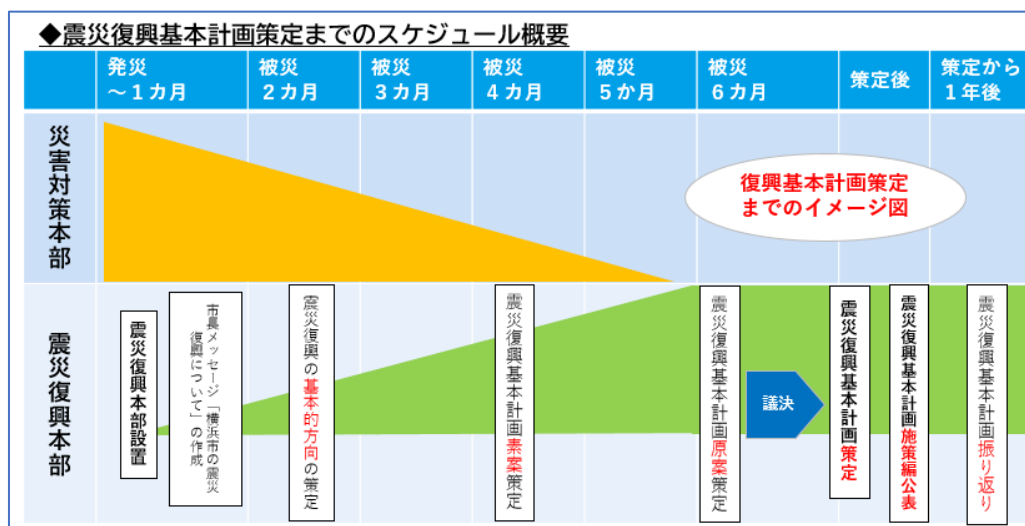 ◆震災復興基本計画策定までのスケジュール概要
発災
～1カ月
被災
2カ月
被災
3カ月
被災
4カ月
被災
5か月
被災
6カ月
策定後
策定から
1年後
災害対策本部
復興基本計画策定
までのイメージ図
震災復興本部
震災復興本部設置
市長メッセージ「横浜市の震災
復興について」の作成
震災復興の基本的方向の策定
震災復興基本計画素案策定
震災復興基本計画原案策定
議決
震災復興基本計画策定
震災復興基本計画施策編公表
震災復興基本計画振り返り